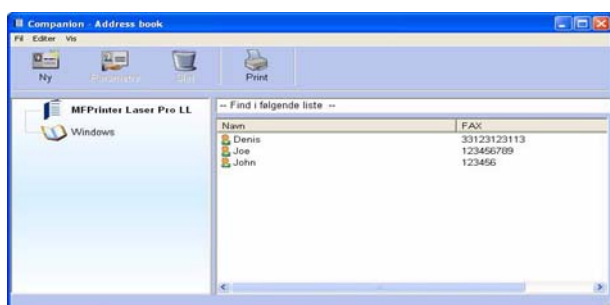 Companion - Address book
Fil Editer Vis
Ny Parametre Slet Print
MFPrinter Laser Pro LL
Windows
-- Find i følgende liste --
Navn FAX
Denis 33123123113
Joe 123456789
John 123456